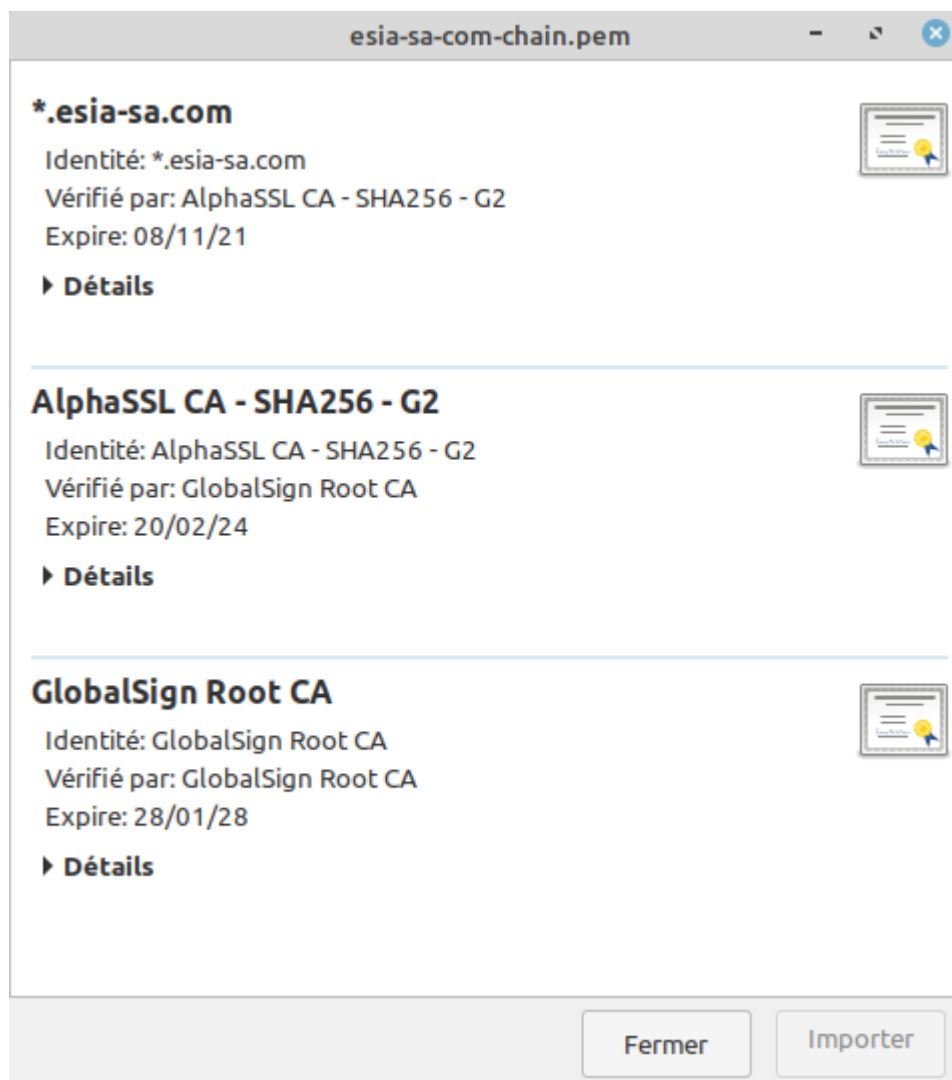 esia-sa-com-chain.pem
*.esia-sa.com
Identité: *.esia-sa.com
Vérifié par: AlphaSSL CA - SHA256 - G2
Expire: 08/11/21
Détails
AlphaSSL CA - SHA256 - G2
Identité: AlphaSSL CA - SHA256 - G2
Vérifié par: GlobalSign Root CA
Expire: 20/02/24
Détails
GlobalSign Root CA
Identité: GlobalSign Root CA
Vérifié par: GlobalSign Root CA
Expire: 28/01/28
Détails
Fermer
Importer